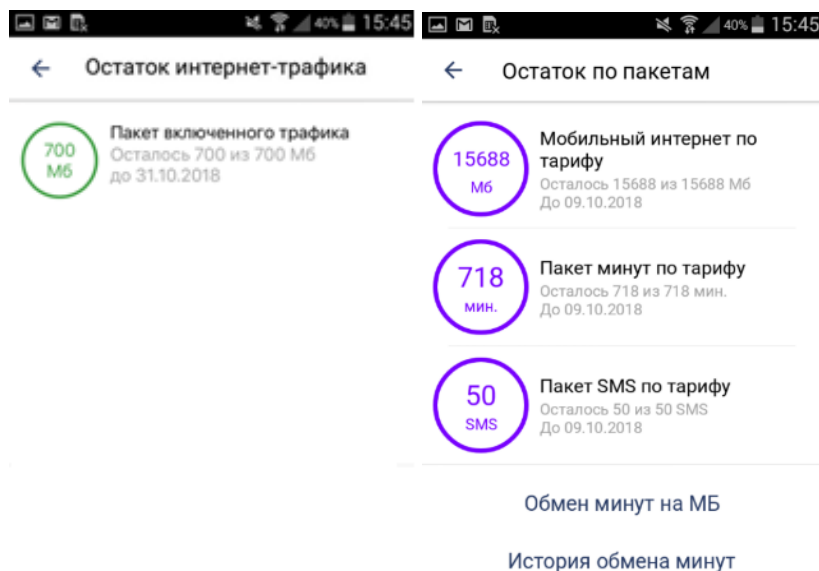 40% 15:45
Остаток интернет-трафика
700
Мб
Пакет включенного трафика
Осталось 700 из 700 Мб
до 31.10.2018
40% 15:45
Остаток по пакетам
15688
Мб
Мобильный интернет по
тарифу
Осталось 15688 из 15688 Мб
До 09.10.2018
718
мин.
Пакет минут по тарифу
Осталось 718 из 718 мин.
До 09.10.2018
50
SMS
Пакет SMS по тарифу
Осталось 50 из 50 SMS
До 09.10.2018
Обмен минут на МБ
История обмена минут